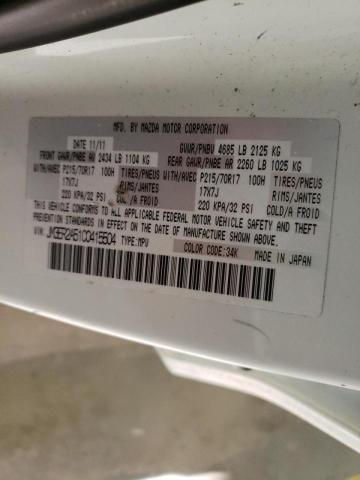 MFD. BY MAZDA MOTOR CORPORATION
DATE 11/11 GVWR/PNBV 4685 LB 2125 KG
FRONT GAWR/PNBE AV 2434 LB 1104 KG REAR GAWR/PNBE AR 2260 LB 1025 KG
WITH/AVEC P215/70R17 100H TIRES/PNEUS WITH/AVEC P215/70R17 100H TIRES/PNEUS
17X7J RIMS/JANTES 17X7J RIMS/JANTES
220 KPA/32 PSI COLD/A FROID 220 KPA/32 PSI COLD/A FROID
THIS VEHICLE CONFORMS TO ALL APPLICABLE FEDERAL MOTOR VEHICLE SAFETY AND THEFT
PREVENTION STANDARDS IN EFFECT ON THE DATE OF MANUFACTURE SHOWN ABOVE.
VIN: TYPE: MPV COLOR CODE: 34K MADE IN JAPAN